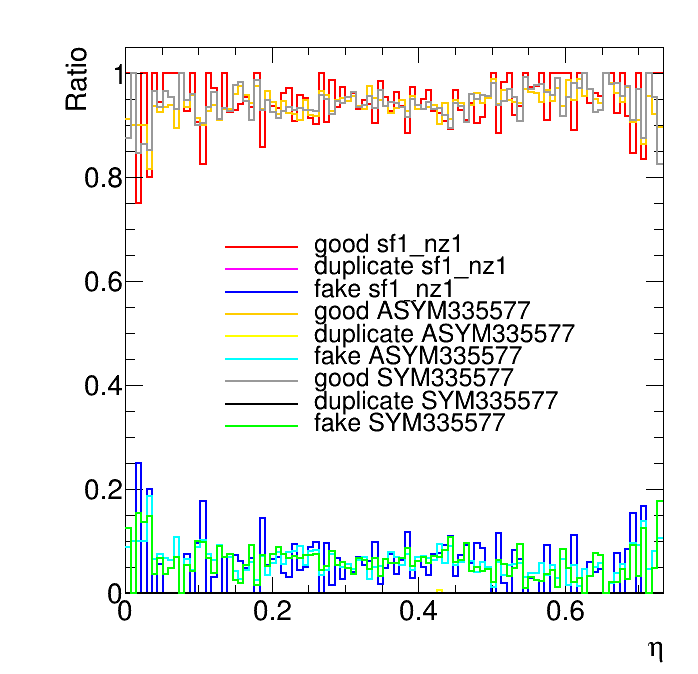 Ratio
1
0.8
good sf1_nz1
duplicate sf1_nz1
0.6
fake sf1_nz1
good ASYM335577
duplicate ASYM335577
fake ASYM335577
0.4
good SYM335577
duplicate SYM335577
fake SYM335577
0.2
0
0 0.2 0.4 0.6
η